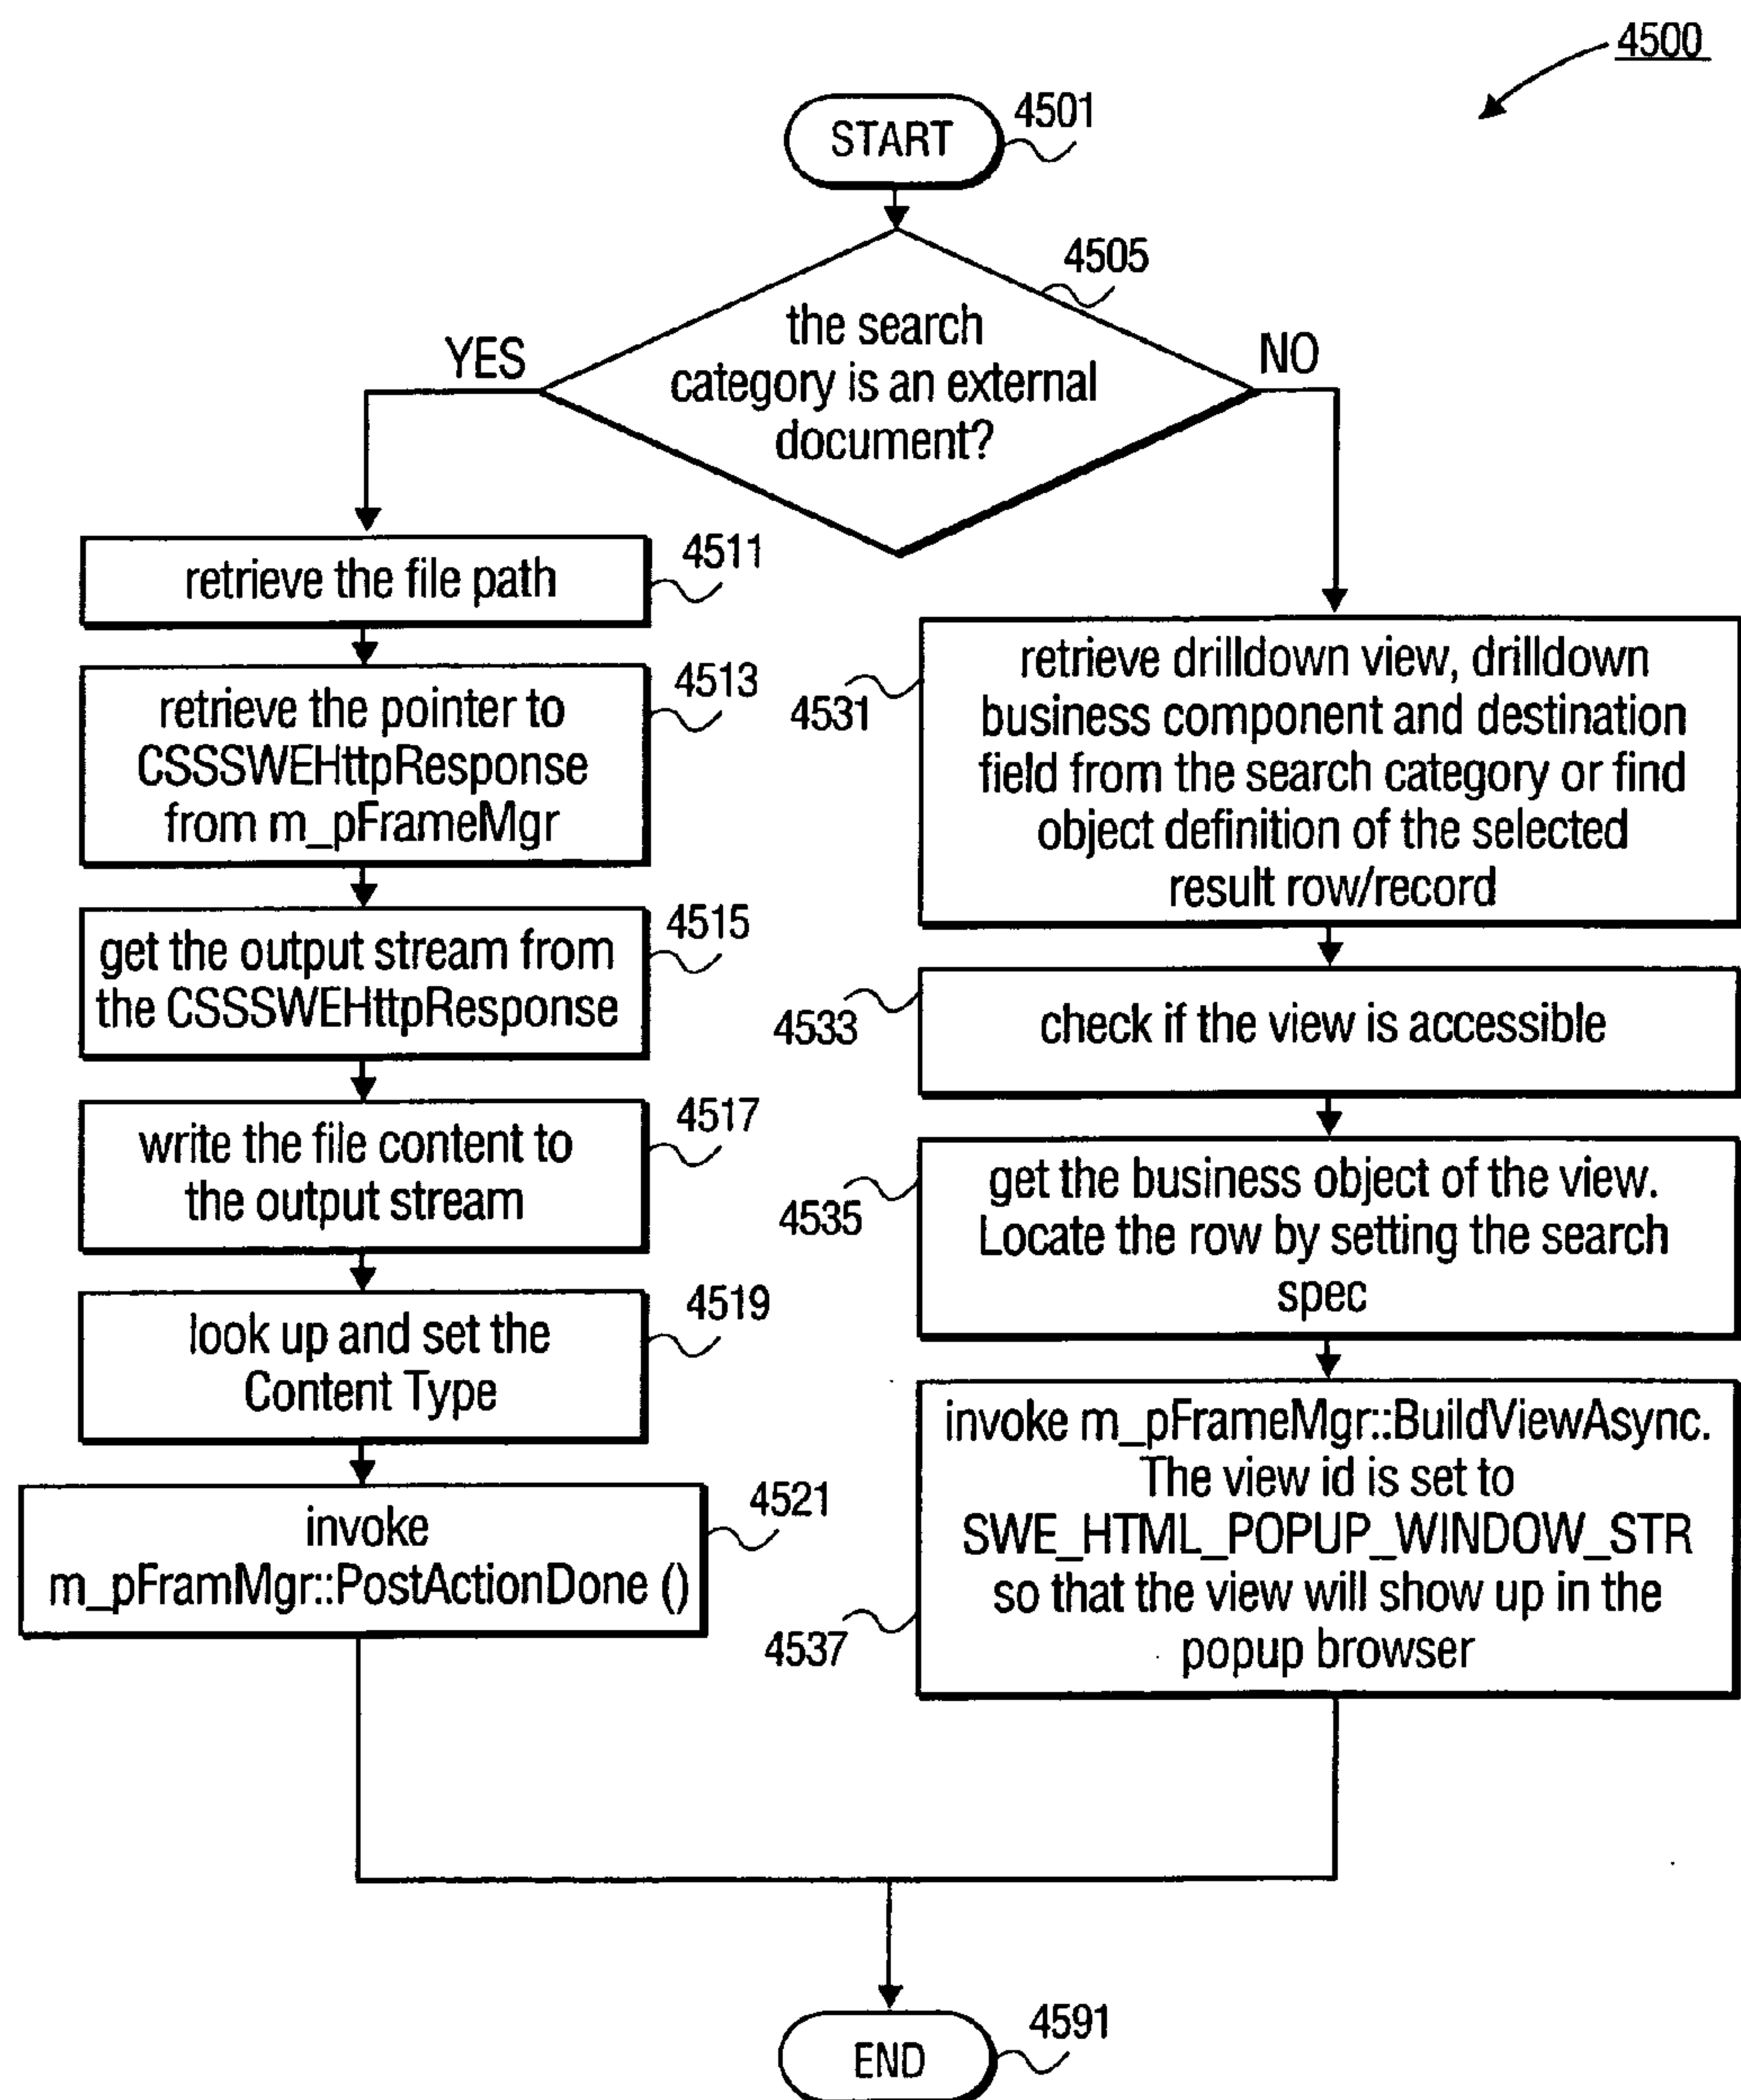 4500
START
4501
4505
the search
category is an external
document?
YES
NO
retrieve the file path
4511
retrieve the pointer to
CSSSWEHttpResponse
from m_pFrameMgr
4513
get the output stream from
the CSSSWEHttpResponse
4515
write the file content to
the output stream
4517
look up and set the
Content Type
4519
invoke
m_pFramMgr::PostActionDone ()
4521
retrieve drilldown view, drilldown
business component and destination
field from the search category or find
object definition of the selected
result row/record
4531
check if the view is accessible
4533
get the business object of the view.
Locate the row by setting the search
spec
4535
invoke m_pFrameMgr::BuildViewAsync.
The view id is set to
SWE_HTML_POPUP_WINDOW_STR
so that the view will show up in the
popup browser
4537
END
4591